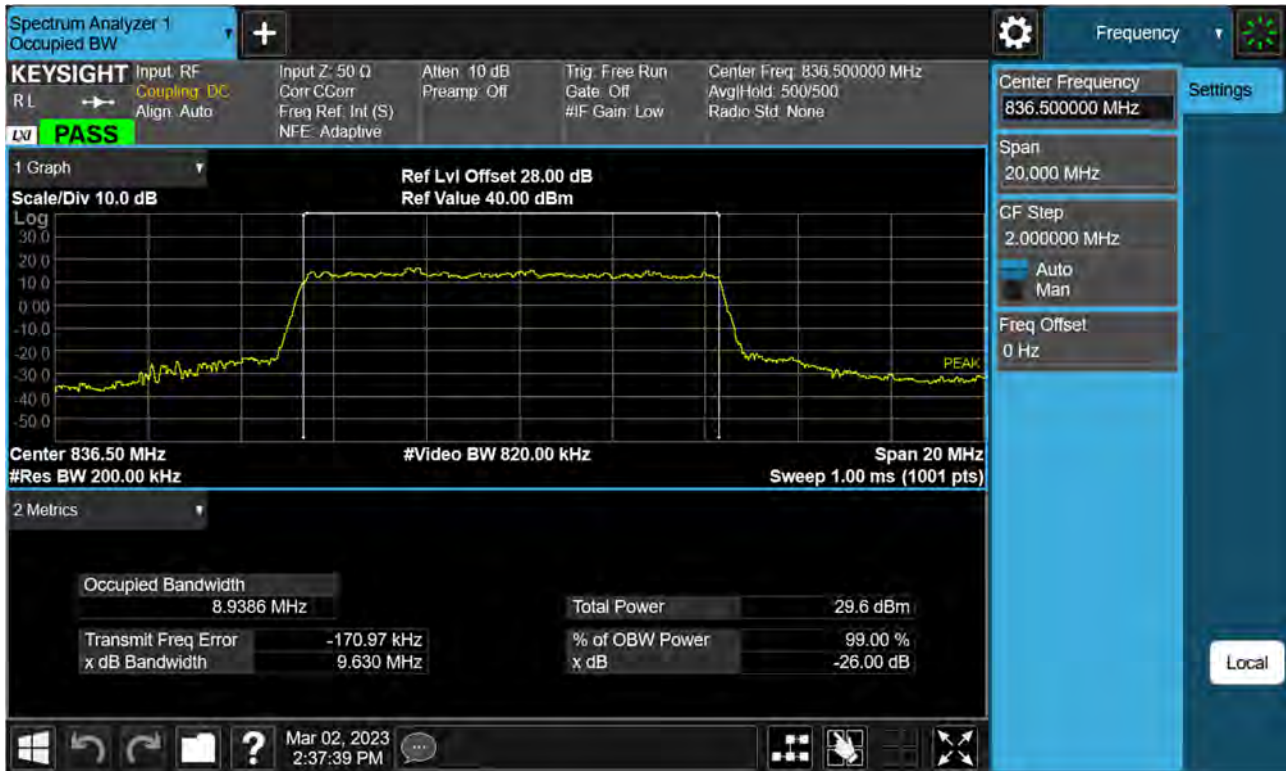 Spectrum Analyzer 1
Occupied BW
+
Frequency
KEYSIGHT
R L
LXI PASS
Input: RF
Coupling: DC
Align: Auto
Input Z: 50 Ω
Corr CCorr
Freq Ref: Int (S)
NFE: Adaptive
Atten: 10 dB
Preamp: Off
Trig: Free Run
Gate: Off
#IF Gain: Low
Center Freq: 836.500000 MHz
Avg|Hold: 500/500
Radio Std: None
1 Graph
Scale/Div 10.0 dB
Ref Lvl Offset 28.00 dB
Ref Value 40.00 dBm
Log
30.0
20.0
10.0
0.00
-10.0
-20.0
-30.0
-40.0
-50.0
PEAK
Center 836.50 MHz
#Video BW 820.00 kHz
Span 20 MHz
#Res BW 200.00 kHz
Sweep 1.00 ms (1001 pts)
2 Metrics
Occupied Bandwidth
8.9386 MHz
Total Power 29.6 dBm
Transmit Freq Error -170.97 kHz
% of OBW Power 99.00 %
x dB Bandwidth 9.630 MHz
x dB -26.00 dB
?
Mar 02, 2023
2:37:39 PM
Center Frequency
836.500000 MHz
Settings
Span
20.000 MHz
CF Step
2.000000 MHz
Auto
Man
Freq Offset
0 Hz
Local